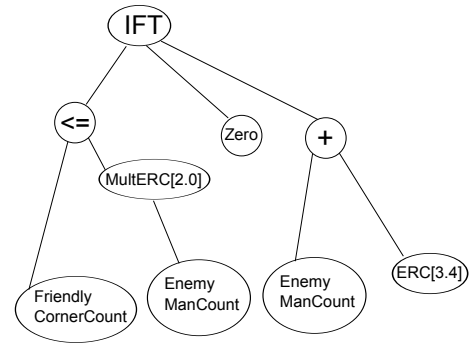 IFT
<=
Zero
+
MultERC[2.0]
ERC[3.4]
Friendly
CornerCount
Enemy
ManCount
Enemy
ManCount